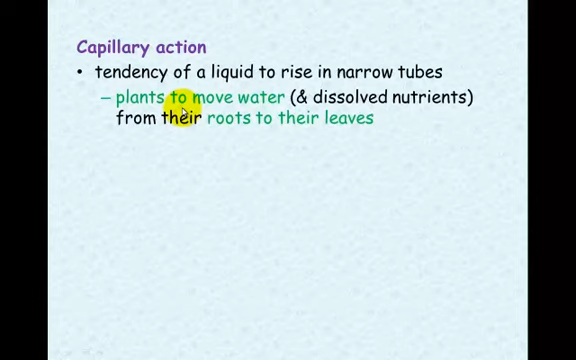 Capillary action
• tendency of a liquid to rise in narrow tubes
– plants to move water (& dissolved nutrients)
from their roots to their leaves